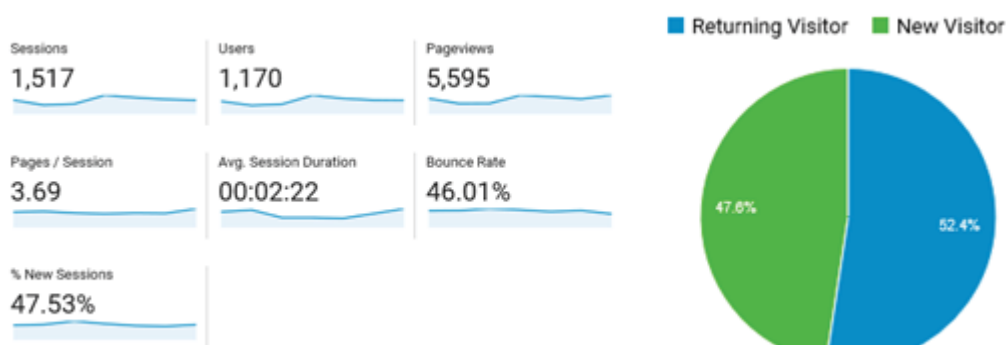 Returning Visitor New Visitor
Sessions Users Pageviews
1,517 1,170 5,595
Pages / Session Avg. Session Duration Bounce Rate
3.69 00:02:22 46.01%
% New Sessions
47.53%
47.6%
52.4%